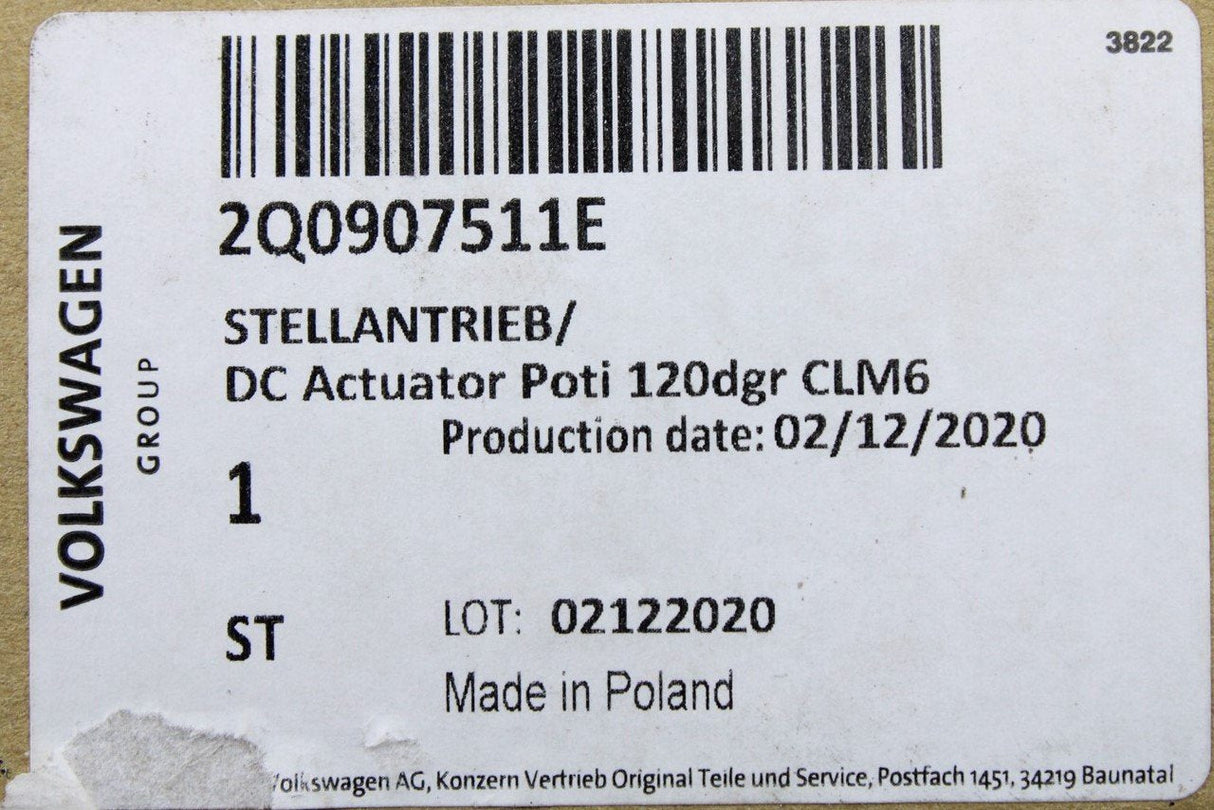 3822
2Q0907511E
STELLANTRIEB/
DC Actuator Poti 120dgr CLM6
Production date: 02/12/2020
1
ST
LOT: 02122020
Made in Poland
VOLKSWAGEN
GROUP
olkswagen AG, Konzern Vertrieb Original Teile und Service, Postfach 1451, 34219 Baunatal